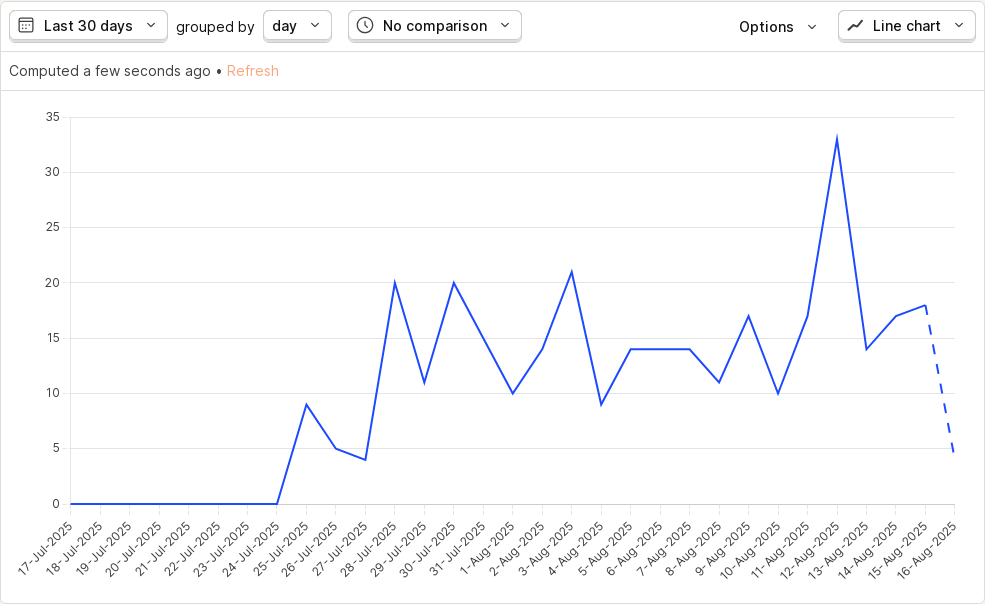 Last 30 days grouped by day No comparison Options Line chart
Computed a few seconds ago • Refresh
35
30
25
20
15
10
5
0
17-Jul-2025
18-Jul-2025
19-Jul-2025
20-Jul-2025
21-Jul-2025
22-Jul-2025
23-Jul-2025
24-Jul-2025
25-Jul-2025
26-Jul-2025
27-Jul-2025
28-Jul-2025
29-Jul-2025
30-Jul-2025
31-Jul-2025
1-Aug-2025
2-Aug-2025
3-Aug-2025
4-Aug-2025
5-Aug-2025
6-Aug-2025
7-Aug-2025
8-Aug-2025
9-Aug-2025
10-Aug-2025
11-Aug-2025
12-Aug-2025
13-Aug-2025
14-Aug-2025
15-Aug-2025
16-Aug-2025